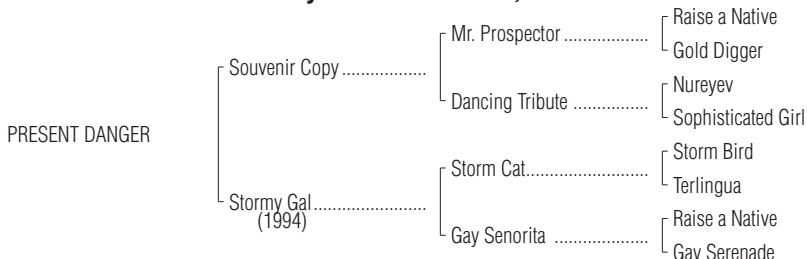 Raise a Native
Mr. Prospector ..................
Gold Digger
Souvenir Copy ..................
Nureyev
Dancing Tribute ................
Sophisticated Girl
PRESENT DANGER
Storm Bird
Storm Cat..........................
Terlingua
Stormy Gal........................
(1994)
Raise a Native
Gay Senorita ....................
Gay Serenade